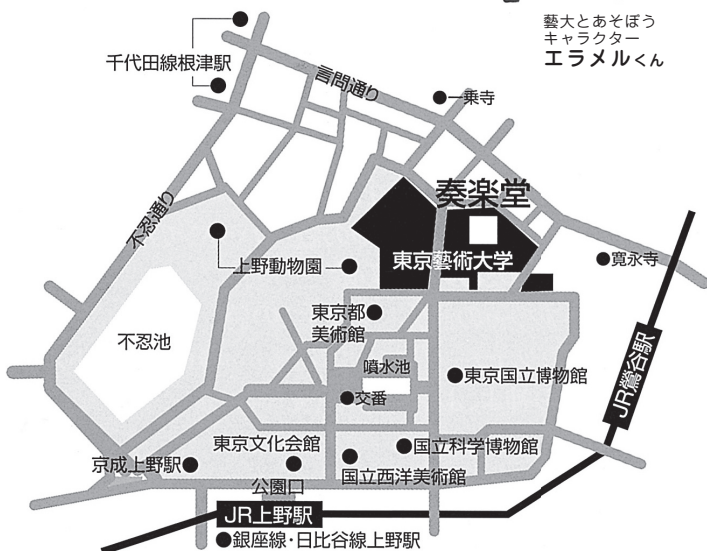 藝大とあそぼう
キャラクター
エラメルくん
千代田線根津駅
言問通り
一乗寺
不忍通り
奏楽堂
上野動物園
東京藝術大学
寛永寺
東京都
美術館
不忍池
噴水池
東京国立博物館
JR鶯谷駅
交番
東京文化会館
国立科学博物館
京成上野駅
国立西洋美術館
公園口
JR上野駅
銀座線・日比谷線上野駅